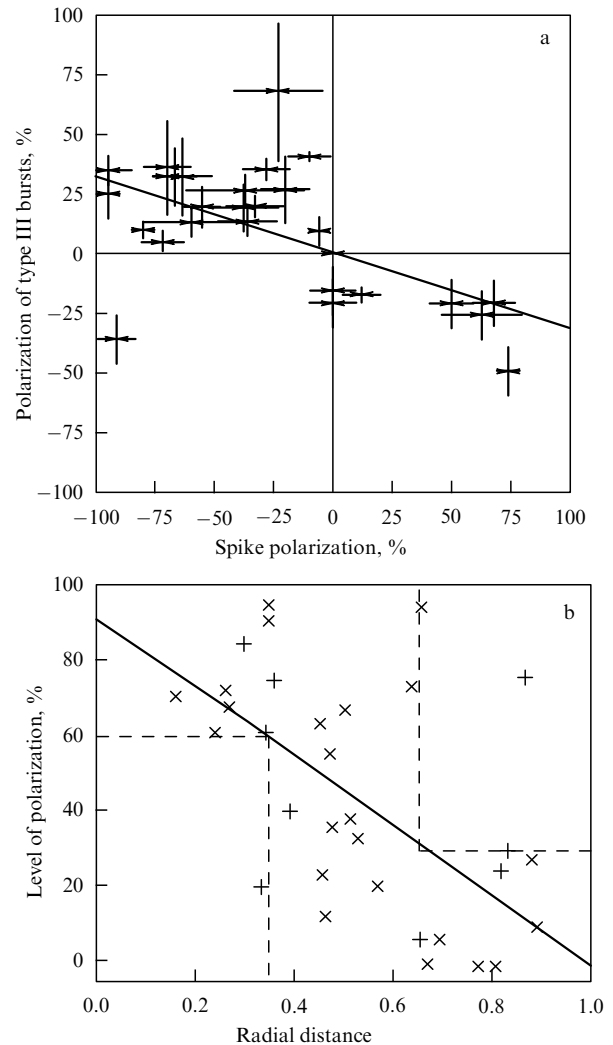 100
75
50
25
0
−25
−50
−75
−100
a
Polarization of type III bursts, %
−100 −75 −50 −25 0 25 50 75 100
Spike polarization, %
100
80
60
40
20
0
b
Level of polarization, %
0.0 0.2 0.4 0.6 0.8 1.0
Radial distance